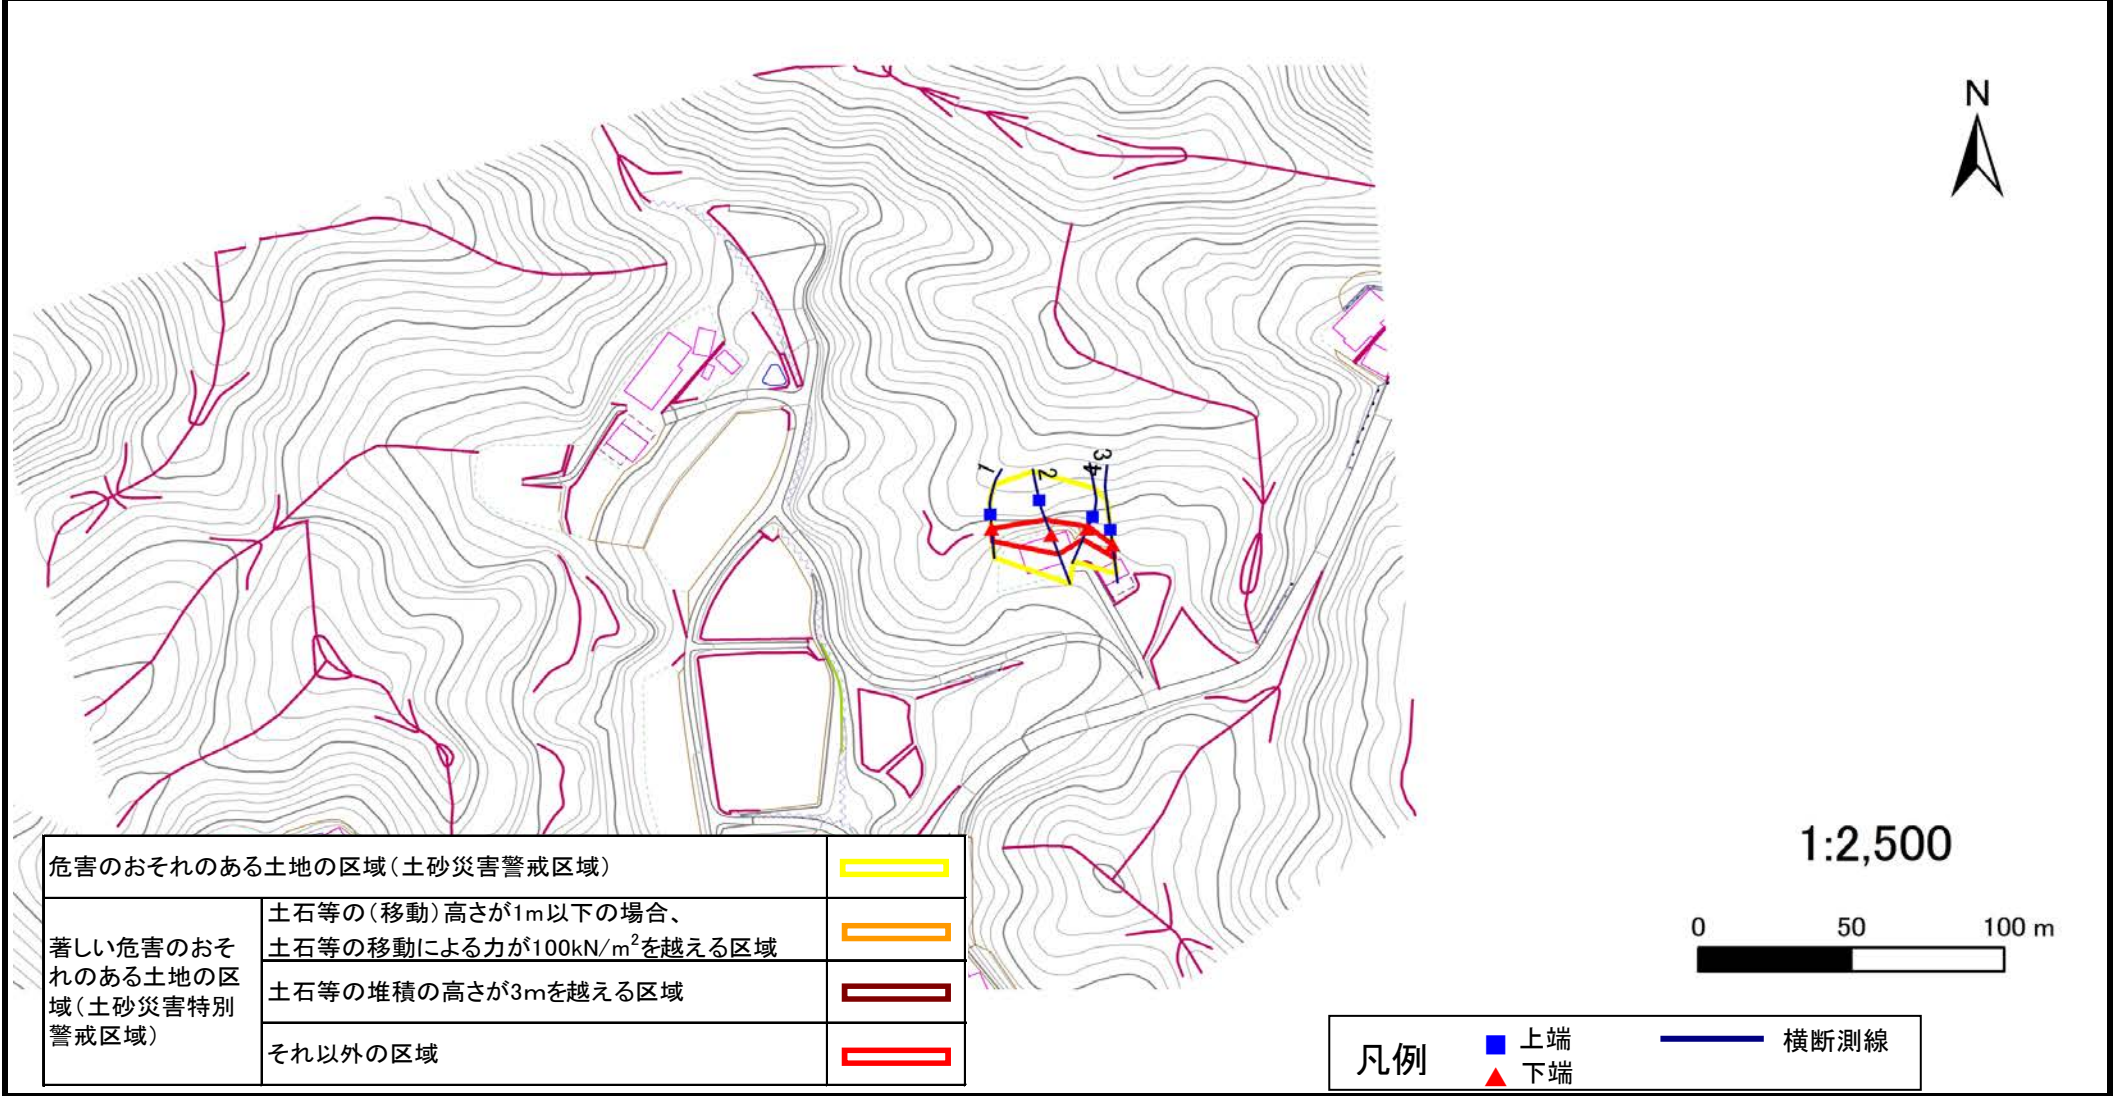 N
1
2
3
4
危害のおそれのある土地の区域(土砂災害警戒区域)
著しい危害のおそ
れのある土地の区
域(土砂災害特別
警戒区域)
土石等の(移動)高さが1m以下の場合、
土石等の移動による力が100kN/m²を越える区域
土石等の堆積の高さが3mを越える区域
それ以外の区域
1:2,500
0 50 100 m
凡例
上端
下端
横断測線